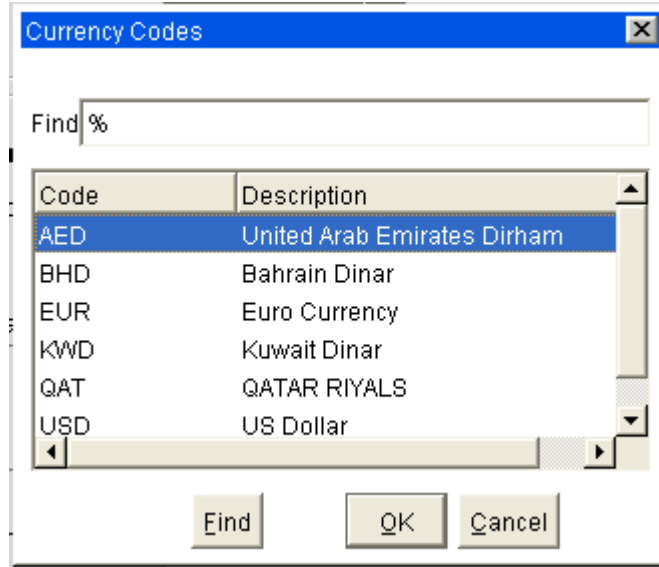 Currency Codes
Find %
Code Description
AED United Arab Emirates Dirham
BHD Bahrain Dinar
EUR Euro Currency
KWD Kuwait Dinar
QAT QATAR RIYALS
USD US Dollar
Find OK Cancel